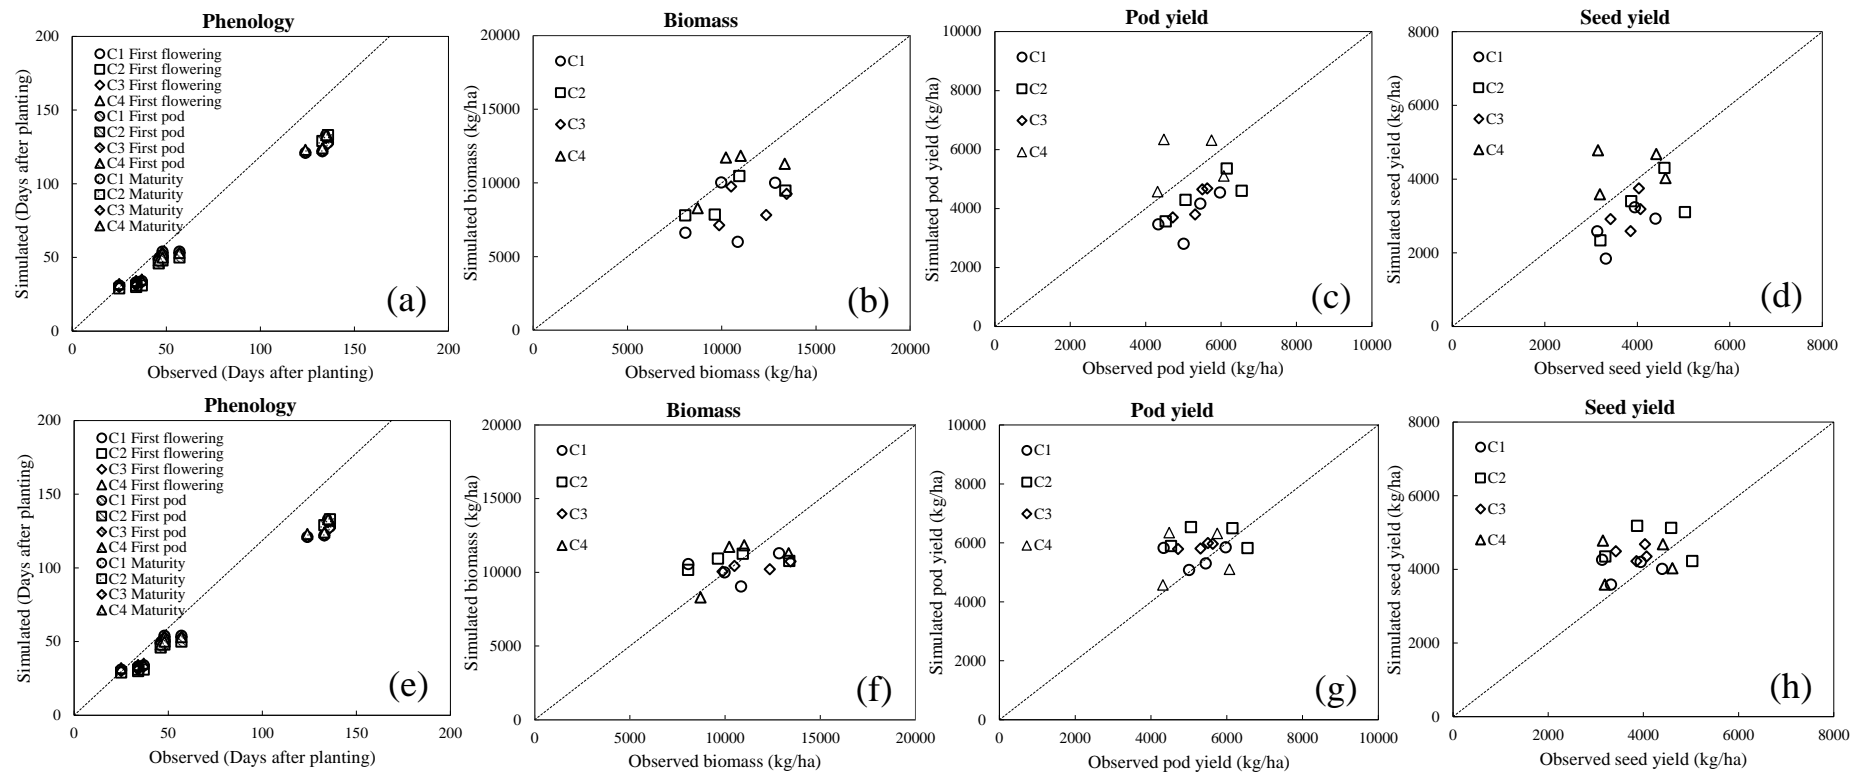 Phenology
200
150
100
50
0
0
50
100
150
200
Simulated (Days after planting)
Observed (Days after planting)
C1 First flowering
C2 First flowering
C3 First flowering
C4 First flowering
C1 First pod
C2 First pod
C3 First pod
C4 First pod
C1 Maturity
C2 Maturity
C3 Maturity
C4 Maturity
(a)
Biomass
20000
15000
10000
5000
0
0
5000
10000
15000
20000
Simulated biomass (kg/ha)
Observed biomass (kg/ha)
C1
C2
C3
C4
(b)
Pod yield
10000
8000
6000
4000
2000
0
0
2000
4000
6000
8000
10000
Simulated pod yield (kg/ha)
Observed pod yield (kg/ha)
C1
C2
C3
C4
(c)
Seed yield
8000
6000
4000
2000
0
0
2000
4000
6000
8000
Simulated seed yield (kg/ha)
Observed seed yield (kg/ha)
C1
C2
C3
C4
(d)
Phenology
200
150
100
50
0
0
50
100
150
200
Simulated (Days after planting)
Observed (Days after planting)
C1 First flowering
C2 First flowering
C3 First flowering
C4 First flowering
C1 First pod
C2 First pod
C3 First pod
C4 First pod
C1 Maturity
C2 Maturity
C3 Maturity
C4 Maturity
(e)
Biomass
20000
15000
10000
5000
0
0
5000
10000
15000
20000
Simulated biomass (kg/ha)
Observed biomass (kg/ha)
C1
C2
C3
C4
(f)
Pod yield
10000
8000
6000
4000
2000
0
0
2000
4000
6000
8000
10000
Simulated pod yield (kg/ha)
Observed pod yield (kg/ha)
C1
C2
C3
C4
(g)
Seed yield
8000
6000
4000
2000
0
0
2000
4000
6000
8000
Simulated seed yield (kg/ha)
Observed seed yield (kg/ha)
C1
C2
C3
C4
(h)